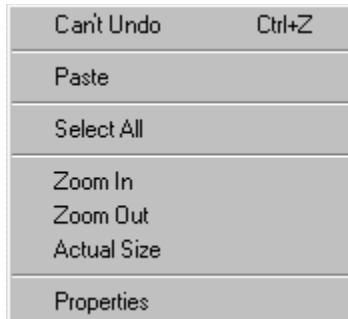 Can't Undo Ctrl+Z
Paste
Select All
Zoom In
Zoom Out
Actual Size
Properties